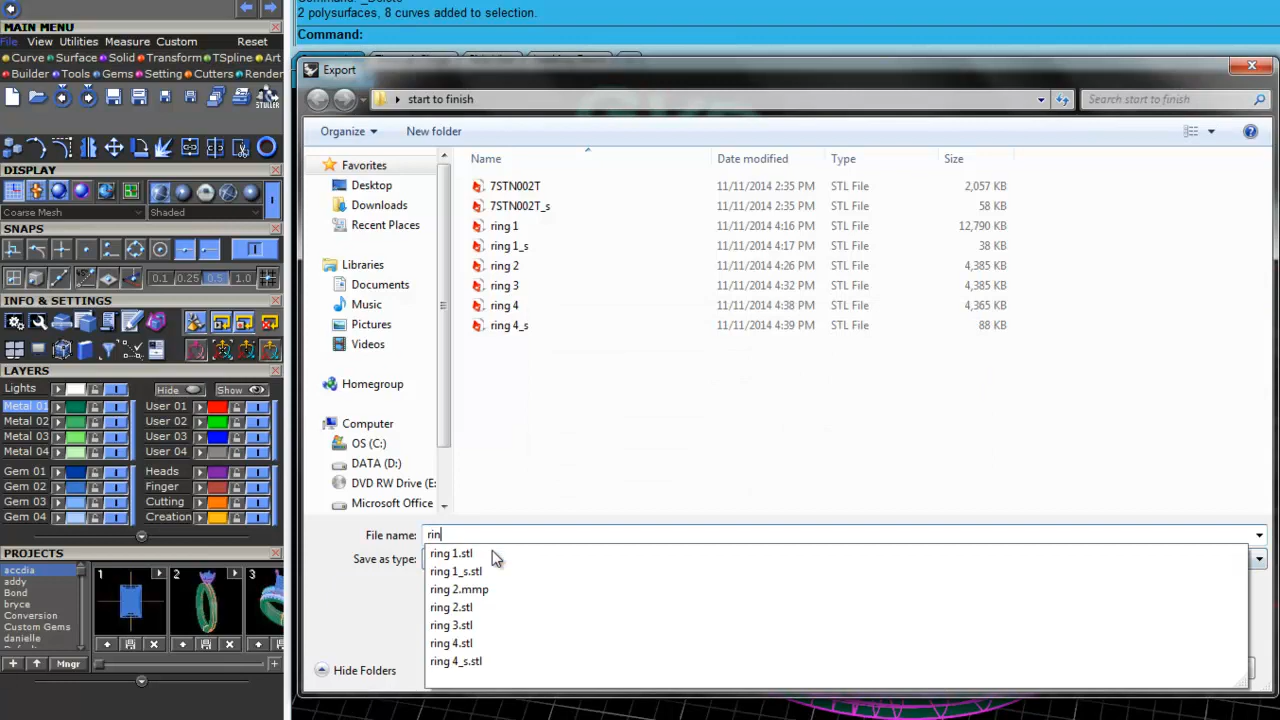 Command: _Delete
2 polysurfaces, 8 curves added to selection.
Command:
MAIN MENU
File View Utilities Measure Custom Reset
Curve Surface Solid Transform TSpline Art
Builder Tools Gems Setting Cutters Render
STULLER
DISPLAY
Coarse Mesh Shaded
SNAPS
0.1 0.25 0.5 1.0
INFO & SETTINGS
LAYERS
Lights Hide Show
Metal 01 User 01
Metal 02 User 02
Metal 03 User 03
Metal 04 User 04
Gem 01 Heads
Gem 02 Finger
Gem 03 Cutting
Gem 04 Creation
PROJECTS
accdia
addy
Bond
bryce
Conversion
Custom Gems
danielle
1 2 3
+ Mngr
Export
start to finish
Search start to finish
Organize New folder
Favorites
Desktop
Downloads
Recent Places
Libraries
Documents
Music
Pictures
Videos
Homegroup
Computer
OS (C:)
DATA (D:)
DVD RW Drive (E:
Microsoft Office
Name Date modified Type Size
7STN002T 11/11/2014 2:35 PM STL File 2,057 KB
7STN002T_s 11/11/2014 2:35 PM STL File 58 KB
ring 1 11/11/2014 4:16 PM STL File 12,790 KB
ring 1_s 11/11/2014 4:17 PM STL File 38 KB
ring 2 11/11/2014 4:26 PM STL File 4,385 KB
ring 3 11/11/2014 4:32 PM STL File 4,385 KB
ring 4 11/11/2014 4:38 PM STL File 4,365 KB
ring 4_s 11/11/2014 4:39 PM STL File 88 KB
File name: rin
Save as type:
ring 1.stl
ring 1_s.stl
ring 2.mmp
ring 2.stl
ring 3.stl
ring 4.stl
ring 4_s.stl
Hide Folders